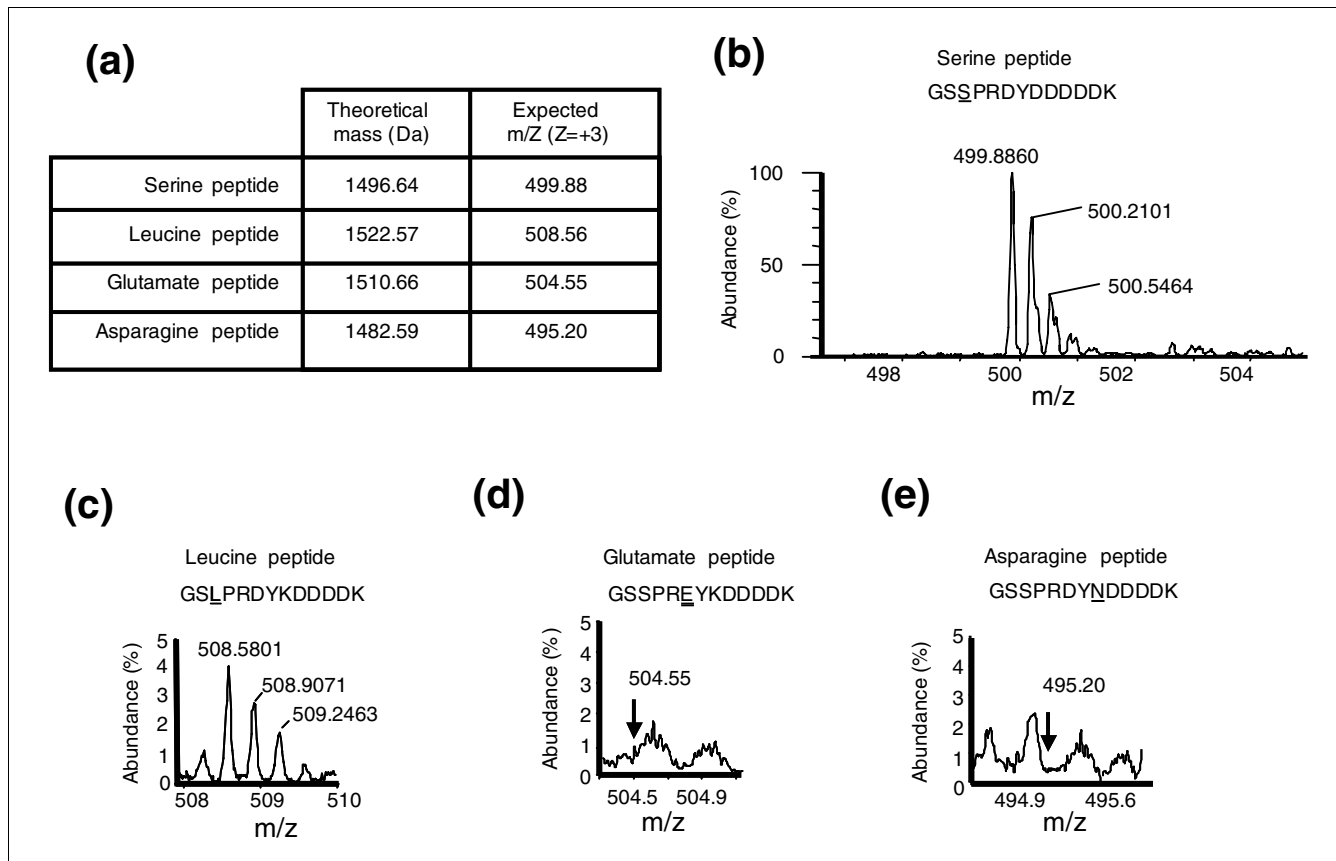 (a)
Theoretical mass (Da)
Expected m/Z (Z=+3)
Serine peptide 1496.64 499.88
Leucine peptide 1522.57 508.56
Glutamate peptide 1510.66 504.55
Asparagine peptide 1482.59 495.20
(b)
Serine peptide
GSSPRDYDDDDDK
499.8860
500.2101
500.5464
Abundance (%)
100
50
0
498 500 502 504
m/z
(c)
Leucine peptide
GSLPRDYKDDDDK
508.5801
508.9071
509.2463
Abundance (%)
5
4
3
2
1
0
508 509 510
m/z
(d)
Glutamate peptide
GSSPREYKDDDDK
504.55
Abundance (%)
5
4
3
2
1
0
504.5 504.9
m/z
(e)
Asparagine peptide
GSSPRDYNDDDDK
495.20
Abundance (%)
5
4
3
2
1
0
494.9 495.6
m/z